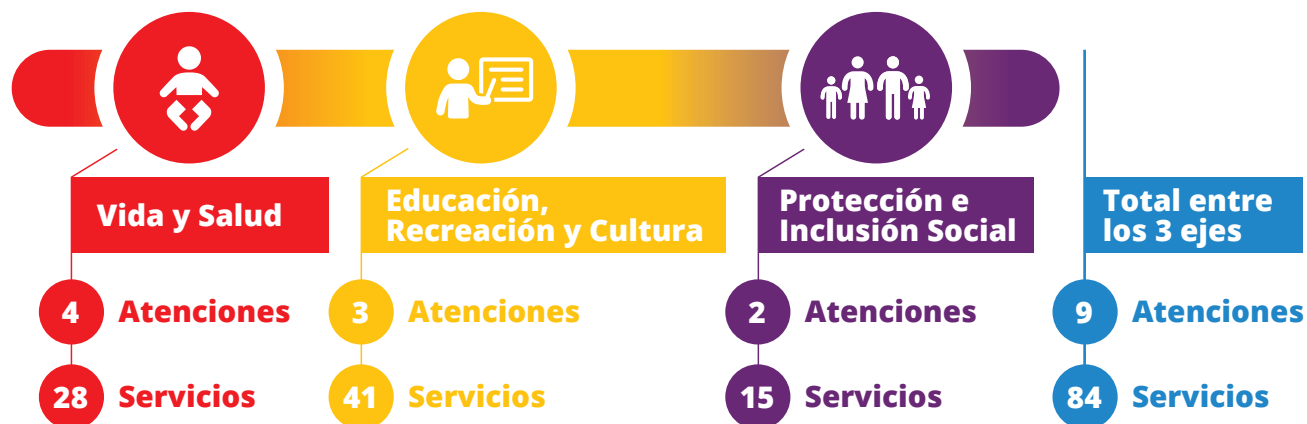 Vida y Salud
4 Atenciones
28 Servicios
Educación,
Recreación y Cultura
3 Atenciones
41 Servicios
Protección e
Inclusión Social
2 Atenciones
15 Servicios
Total entre
los 3 ejes
9 Atenciones
84 Servicios